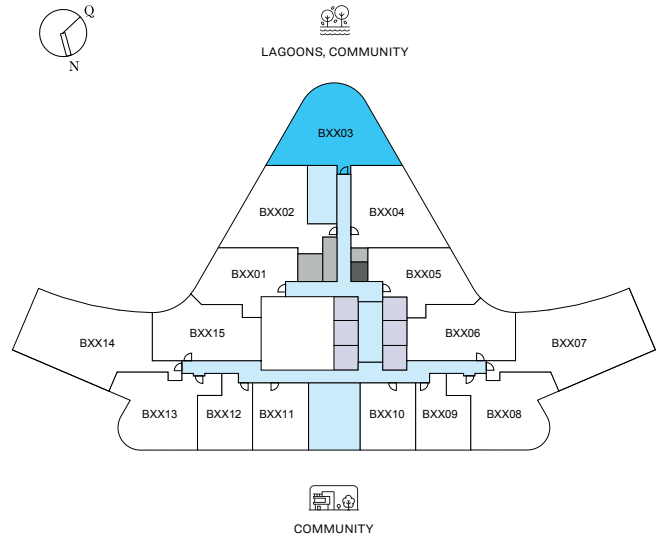 Q
N
LAGOONS, COMMUNITY
BXX03
BXX02
BXX04
BXX01
BXX05
BXX15
BXX06
BXX14
BXX07
BXX13
BXX12
BXX11
BXX10
BXX09
BXX08
COMMUNITY